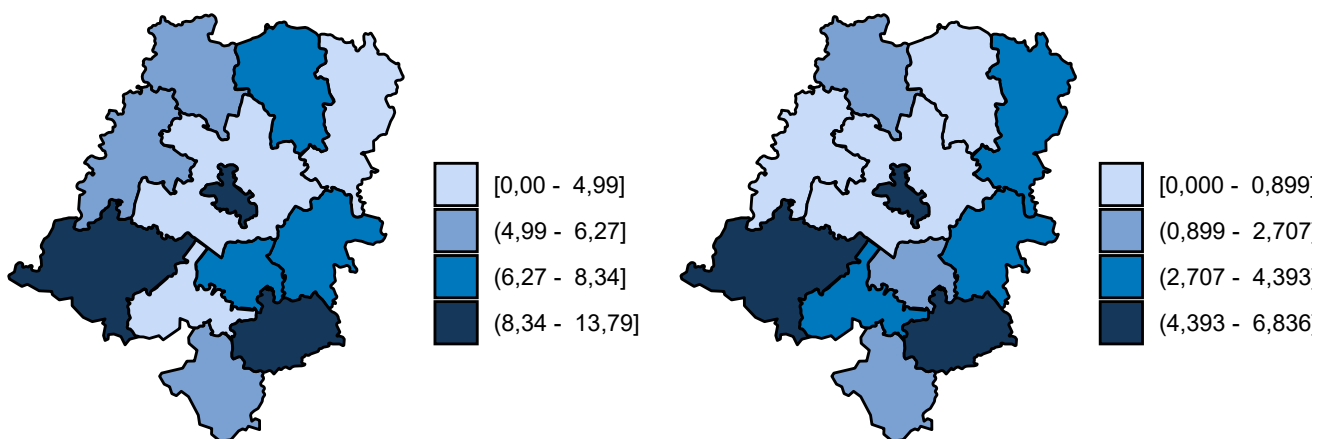 [0,00 - 4,99]
(4,99 - 6,27]
(6,27 - 8,34]
(8,34 - 13,79]
[0,000 - 0,899]
(0,899 - 2,707]
(2,707 - 4,393]
(4,393 - 6,836]